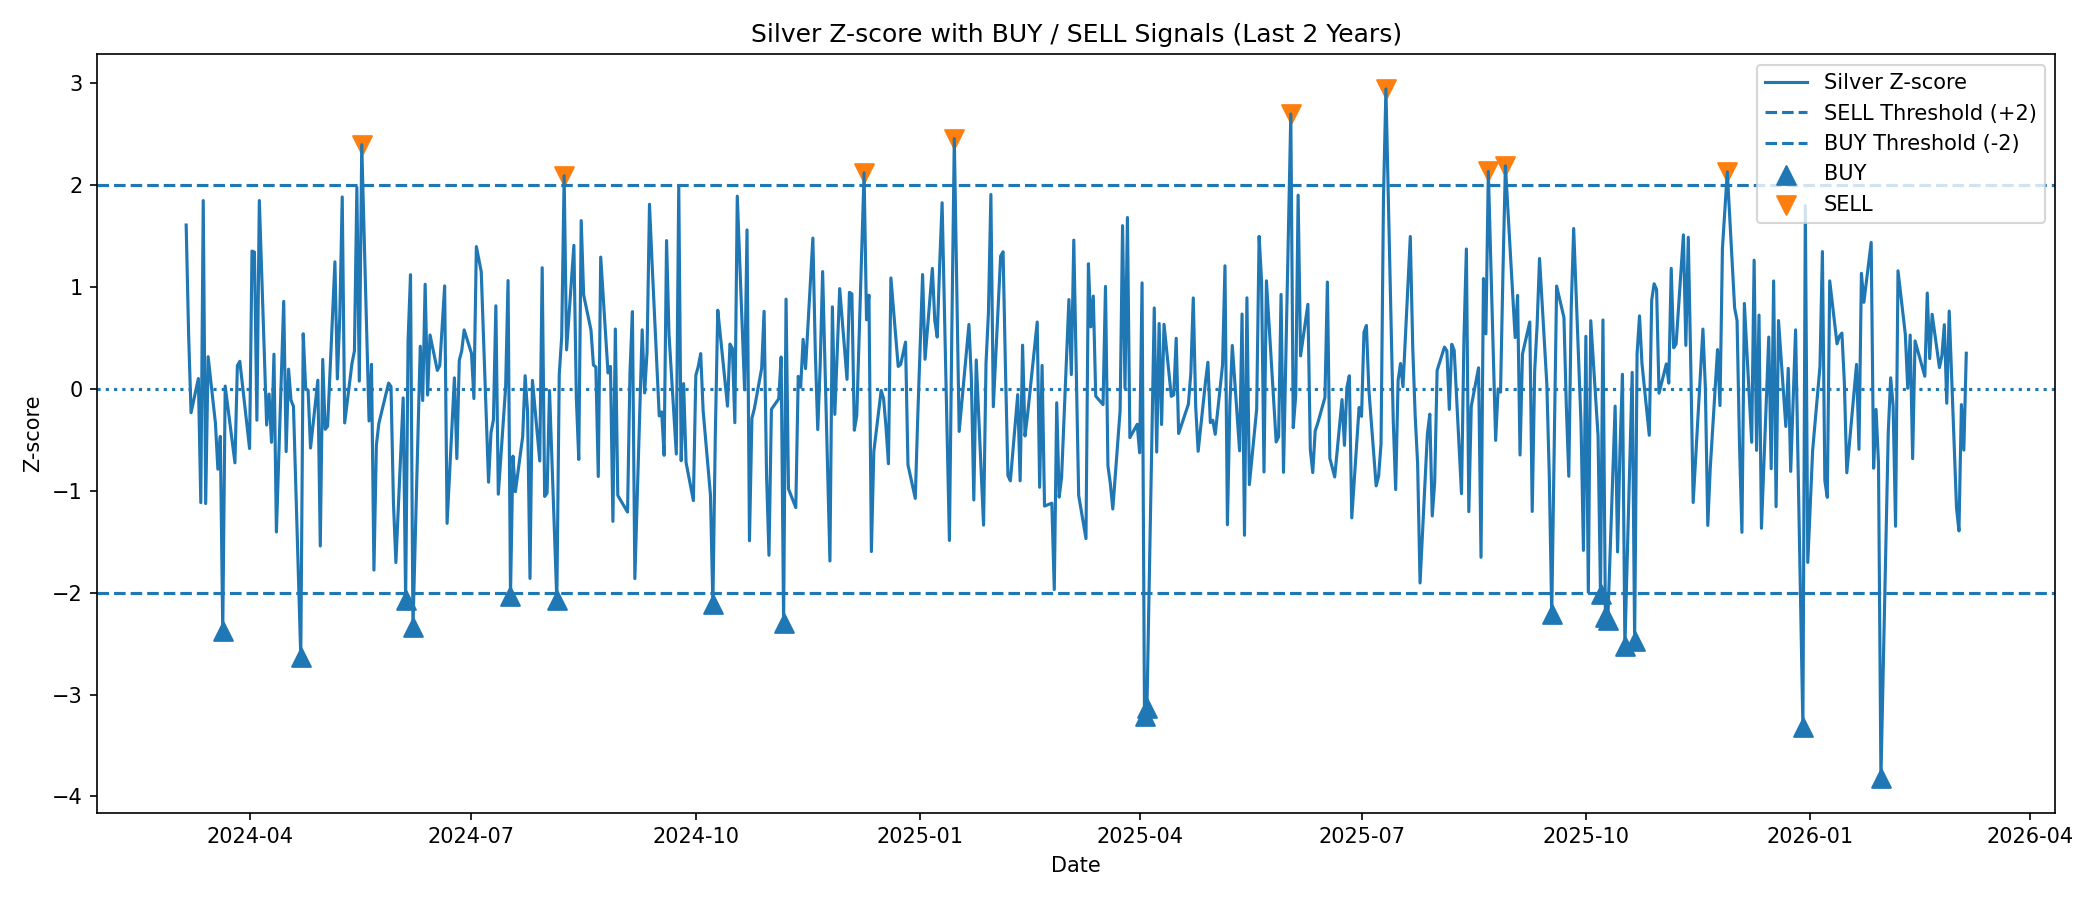 Silver Z-score with BUY / SELL Signals (Last 2 Years)
Silver Z-score
SELL Threshold (+2)
BUY Threshold (-2)
BUY
SELL
Z-score
3
2
1
0
−1
−2
−3
−4
2024-04
2024-07
2024-10
2025-01
2025-04
2025-07
2025-10
2026-01
2026-04
Date